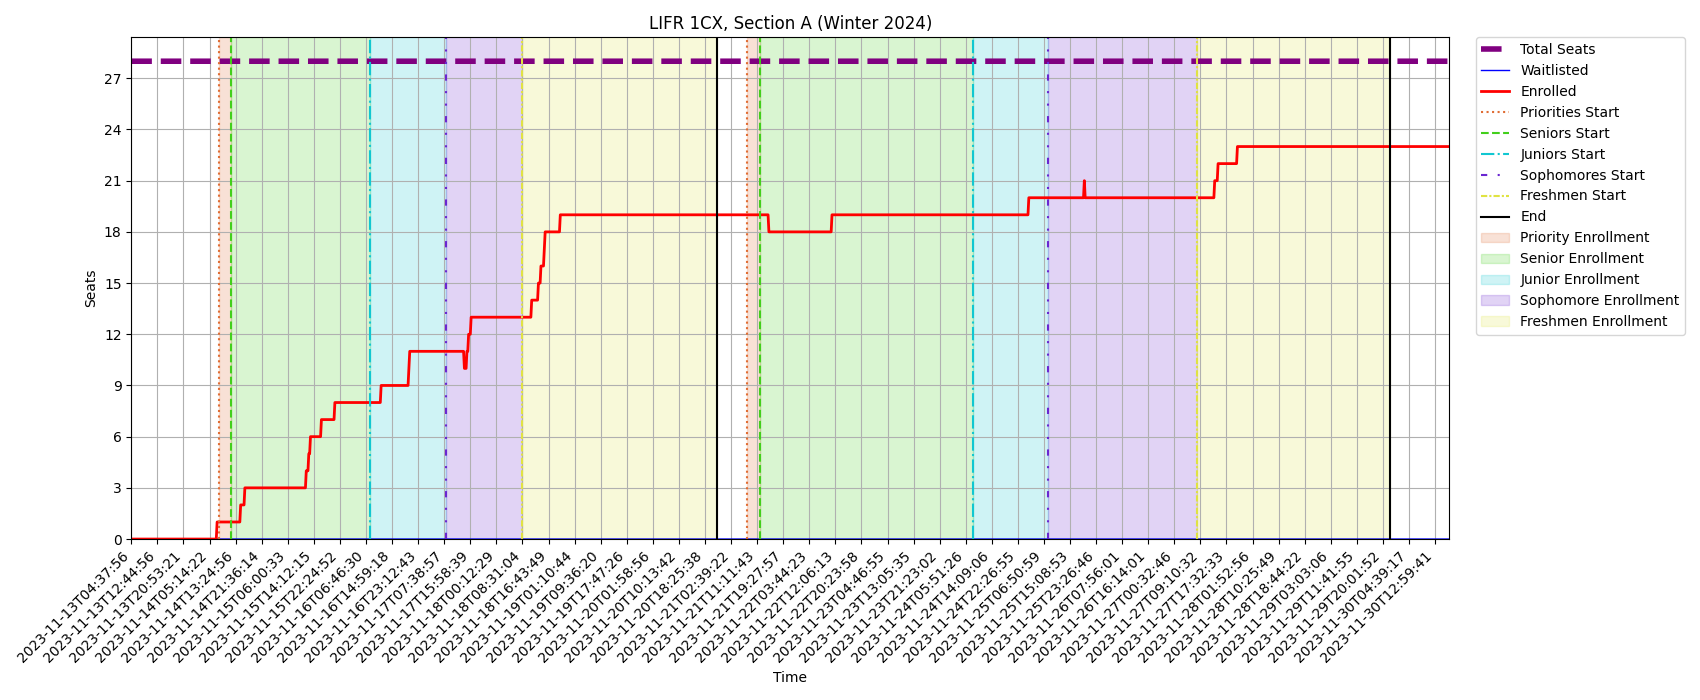 LIFR 1CX, Section A (Winter 2024)
Seats
27
24
21
18
15
12
9
6
3
0
2023-11-13T04:37:56
2023-11-13T12:44:56
2023-11-13T20:53:21
2023-11-14T05:14:22
2023-11-14T13:24:56
2023-11-14T21:36:14
2023-11-15T06:00:33
2023-11-15T14:12:15
2023-11-15T22:24:52
2023-11-16T06:46:30
2023-11-16T14:59:18
2023-11-16T23:12:43
2023-11-17T07:38:57
2023-11-17T15:58:39
2023-11-18T00:12:29
2023-11-18T08:31:04
2023-11-18T16:43:49
2023-11-19T01:10:44
2023-11-19T09:36:20
2023-11-19T17:47:26
2023-11-20T01:58:56
2023-11-20T10:13:42
2023-11-20T18:25:38
2023-11-21T02:39:22
2023-11-21T11:11:43
2023-11-21T19:27:57
2023-11-22T03:44:23
2023-11-22T12:06:13
2023-11-22T20:23:58
2023-11-23T04:46:55
2023-11-23T13:05:35
2023-11-23T21:23:02
2023-11-24T05:51:26
2023-11-24T14:09:06
2023-11-24T22:26:55
2023-11-25T06:50:59
2023-11-25T15:08:53
2023-11-25T23:26:46
2023-11-26T07:56:01
2023-11-26T16:14:01
2023-11-27T00:32:46
2023-11-27T09:10:32
2023-11-27T17:32:33
2023-11-28T01:52:56
2023-11-28T10:25:49
2023-11-28T18:44:22
2023-11-29T03:03:06
2023-11-29T11:41:55
2023-11-29T20:01:52
2023-11-30T04:39:17
2023-11-30T12:59:41
Time
Total Seats
Waitlisted
Enrolled
Priorities Start
Seniors Start
Juniors Start
Sophomores Start
Freshmen Start
End
Priority Enrollment
Senior Enrollment
Junior Enrollment
Sophomore Enrollment
Freshmen Enrollment